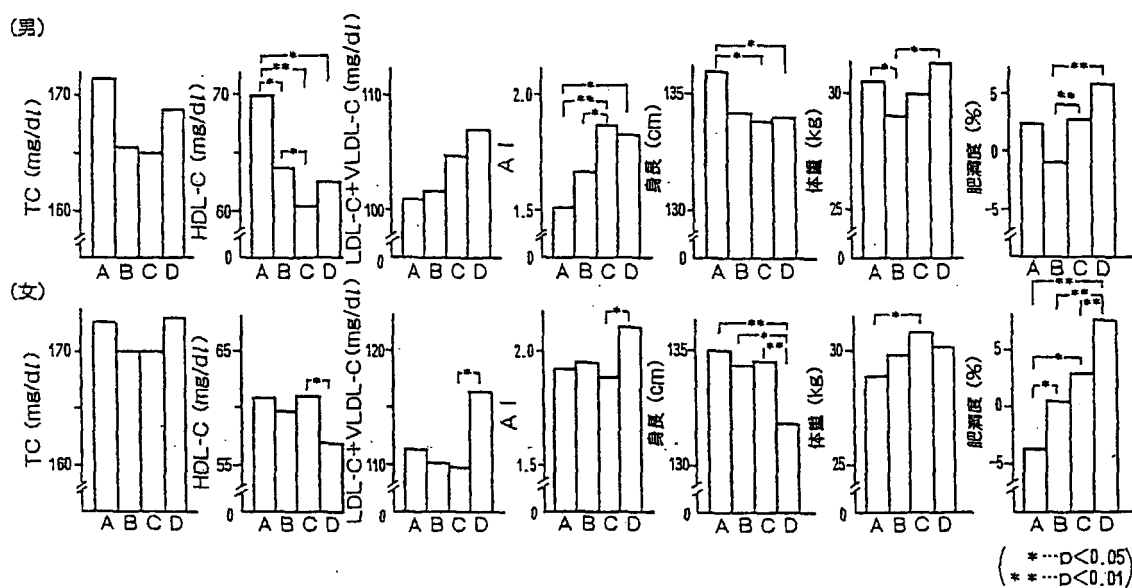 (男)
TC (mg/dl)
170
160
A B C D
HDL-C (mg/dl)
70
60
0
* ** * *
A B C D
LDL-C+VLDL-C (mg/dl)
110
100
0
A B C D
A I
2.0
1.5
0
* ** *
A B C D
身長 (cm)
135
130
0
* *
A B C D
体重 (kg)
30
25
0
* *
A B C D
肥満度 (%)
5
0
-5
** **
A B C D
(女)
TC (mg/dl)
170
160
A B C D
HDL-C (mg/dl)
65
55
0
*
A B C D
LDL-C+VLDL-C (mg/dl)
120
110
0
*
A B C D
A I
2.0
1.5
0
*
A B C D
身長 (cm)
135
130
0
** * **
A B C D
体重 (kg)
30
25
0
*
A B C D
肥満度 (%)
5
0
-5
** ** ** * *
A B C D
( *…p<0.05
**…p<0.01 )